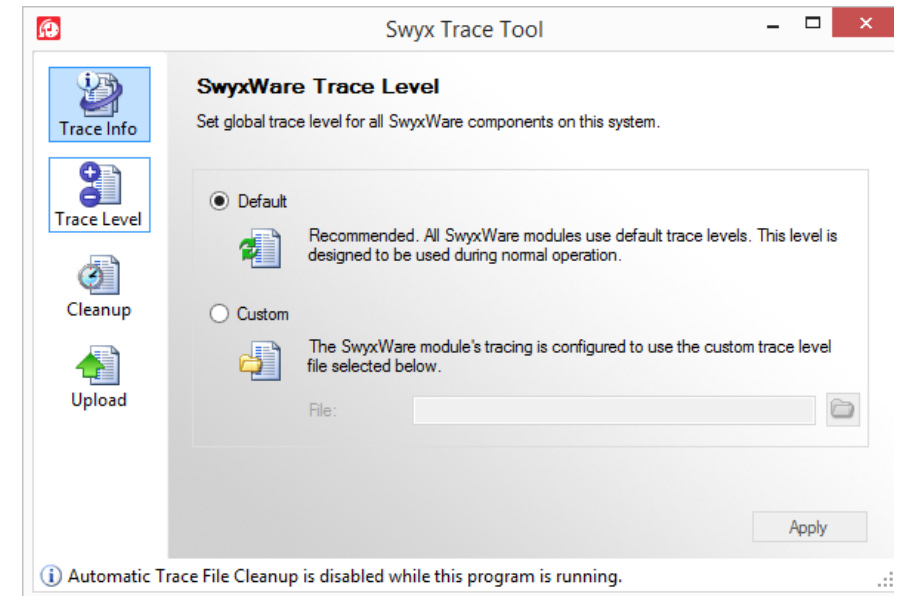 Swyx Trace Tool
Trace Info
Trace Level
Cleanup
Upload
SwyxWare Trace Level
Set global trace level for all SwyxWare components on this system.
Default
Recommended. All SwyxWare modules use default trace levels. This level is
designed to be used during normal operation.
Custom
The SwyxWare module's tracing is configured to use the custom trace level
file selected below.
File:
Apply
Automatic Trace File Cleanup is disabled while this program is running.